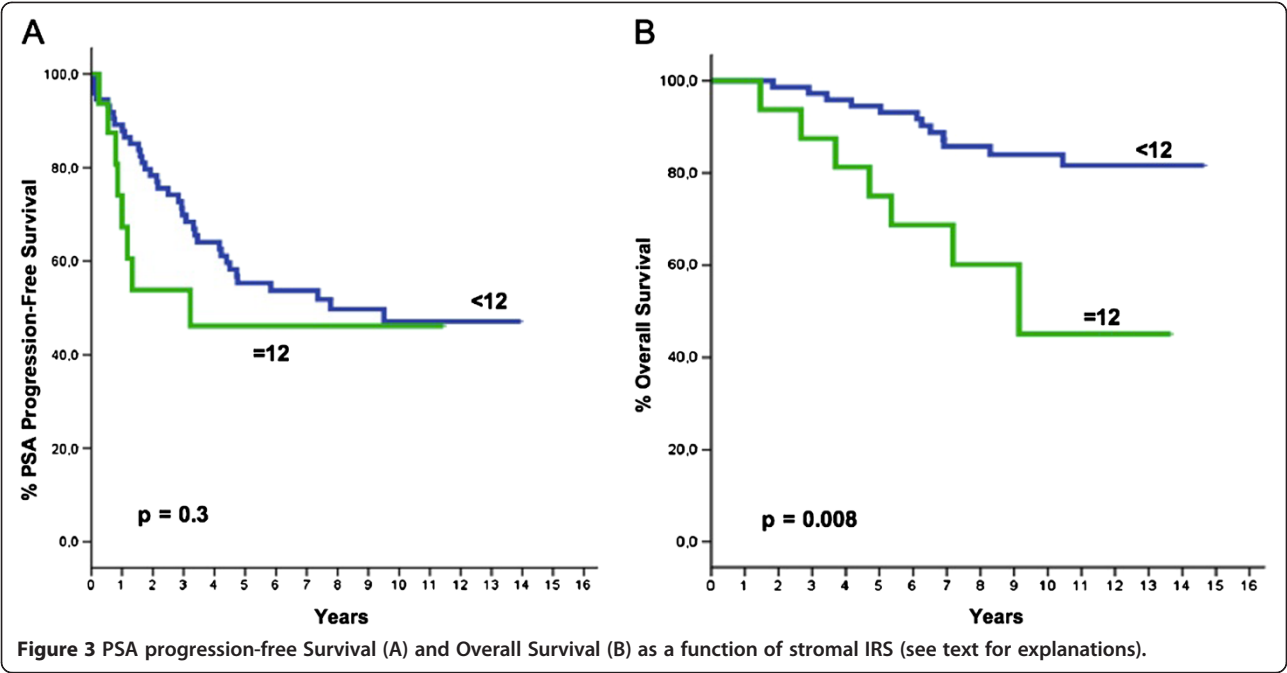 A
% PSA Progression-Free Survival
100,0
80,0
60,0
40,0
20,0
0,0
<12
=12
p = 0.3
0 1 2 3 4 5 6 7 8 9 10 11 12 13 14 15 16
Years
B
% Overall Survival
100,0
80,0
60,0
40,0
20,0
0,0
<12
=12
p = 0.008
0 1 2 3 4 5 6 7 8 9 10 11 12 13 14 15 16
Years
Figure 3 PSA progression-free Survival (A) and Overall Survival (B) as a function of stromal IRS (see text for explanations).